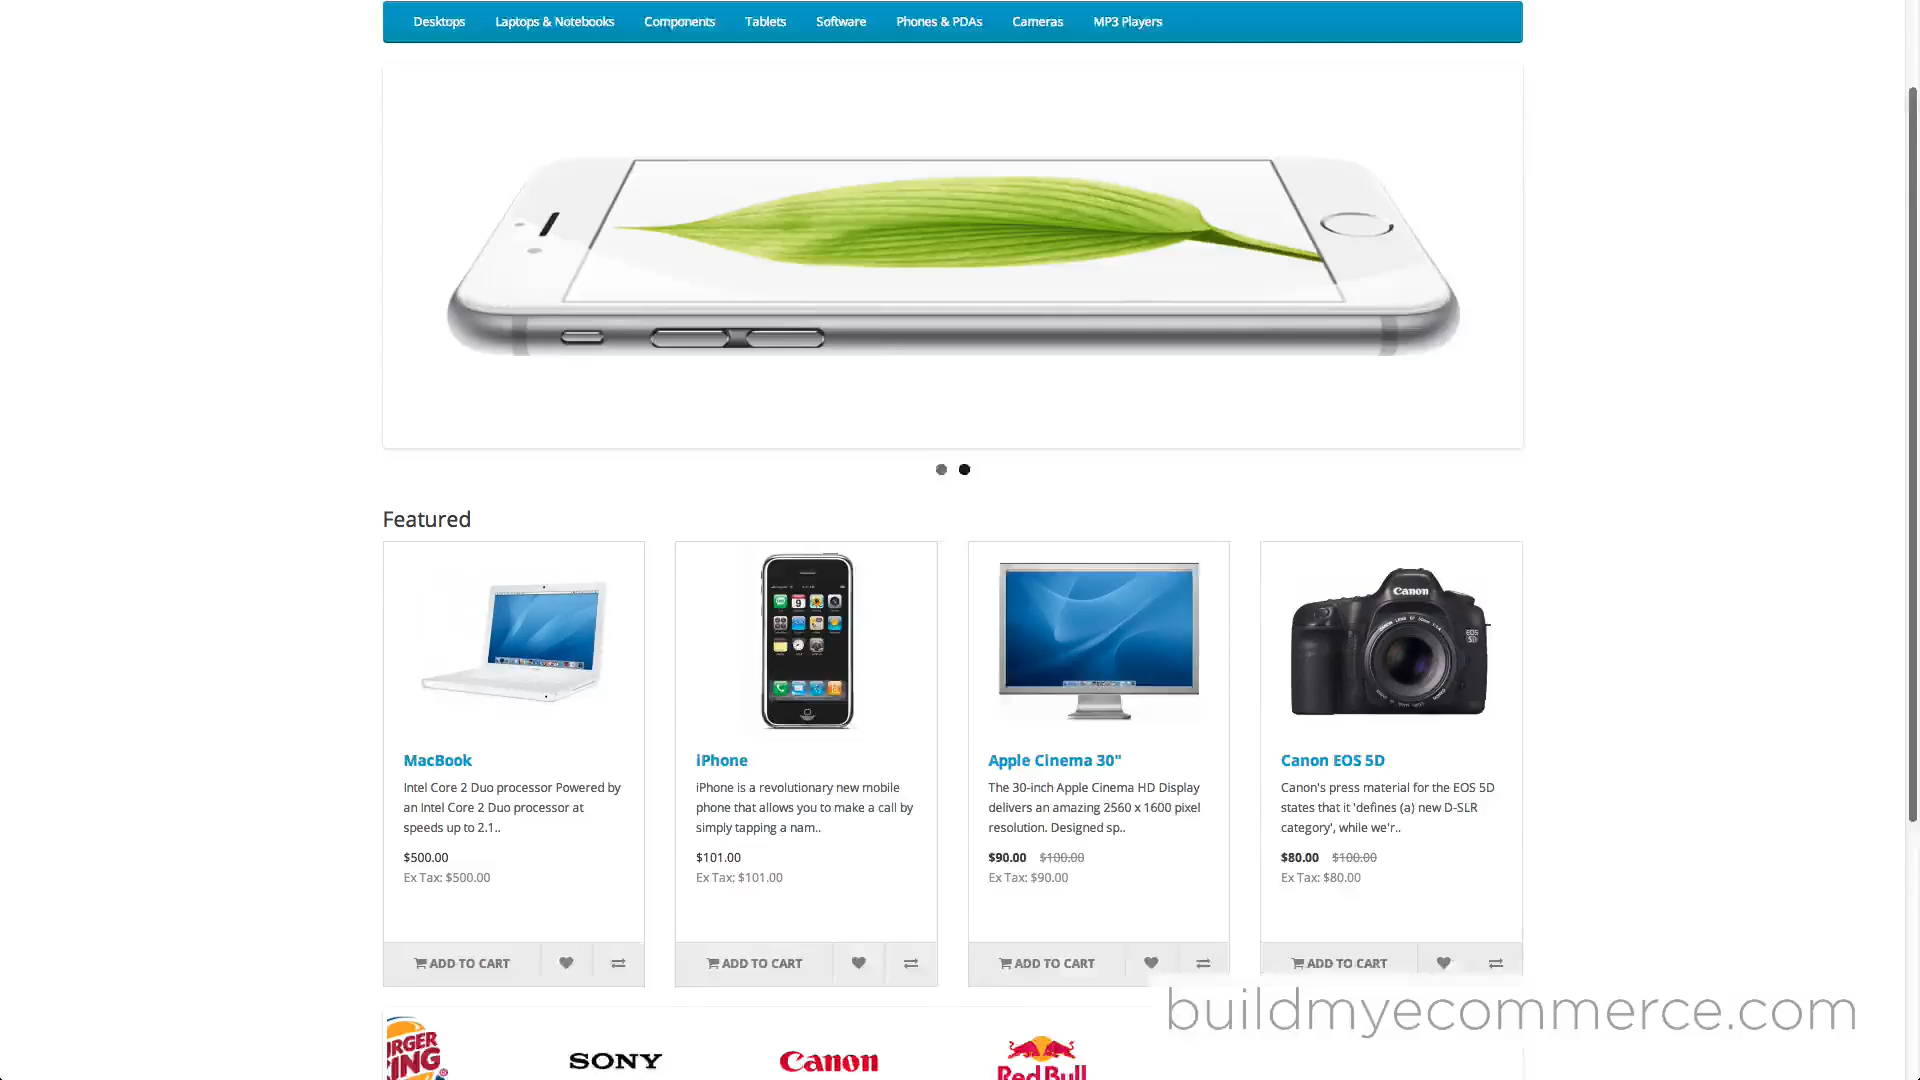 Desktops Laptops & Notebooks Components Tablets Software Phones & PDAs Cameras MP3 Players
Featured
Canon
EOS
5D
MacBook
Intel Core 2 Duo processor Powered by
an Intel Core 2 Duo processor at
speeds up to 2.1..
$500.00
Ex Tax: $500.00
ADD TO CART
iPhone
iPhone is a revolutionary new mobile
phone that allows you to make a call by
simply tapping a nam..
$101.00
Ex Tax: $101.00
ADD TO CART
Apple Cinema 30"
The 30-inch Apple Cinema HD Display
delivers an amazing 2560 x 1600 pixel
resolution. Designed sp..
$90.00 $100.00
Ex Tax: $90.00
ADD TO CART
Canon EOS 5D
Canon's press material for the EOS 5D
states that it 'defines (a) new D-SLR
category', while we'r..
$80.00 $100.00
Ex Tax: $80.00
ADD TO CART
buildmyecommerce.com
URGER
ING
SONY
Canon
Red Bull